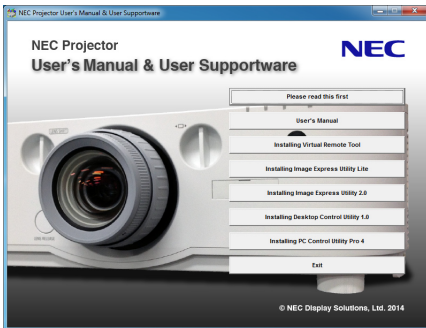 NEC Projector User's Manual & User Supportware
NEC Projector
NEC
User's Manual & User Supportware
Please read this first
User's Manual
Installing Virtual Remote Tool
Installing Image Express Utility Lite
Installing Image Express Utility 2.0
Installing Desktop Control Utility 1.0
Installing PC Control Utility Pro 4
Exit
© NEC Display Solutions, Ltd. 2014